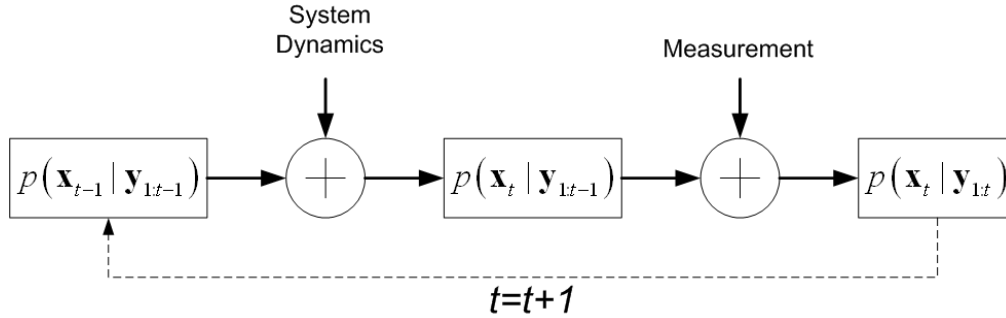 System
Dynamics
Measurement
p(x_{t-1} | y_{1:t-1})
p(x_t | y_{1:t-1})
p(x_t | y_{1:t})
t=t+1